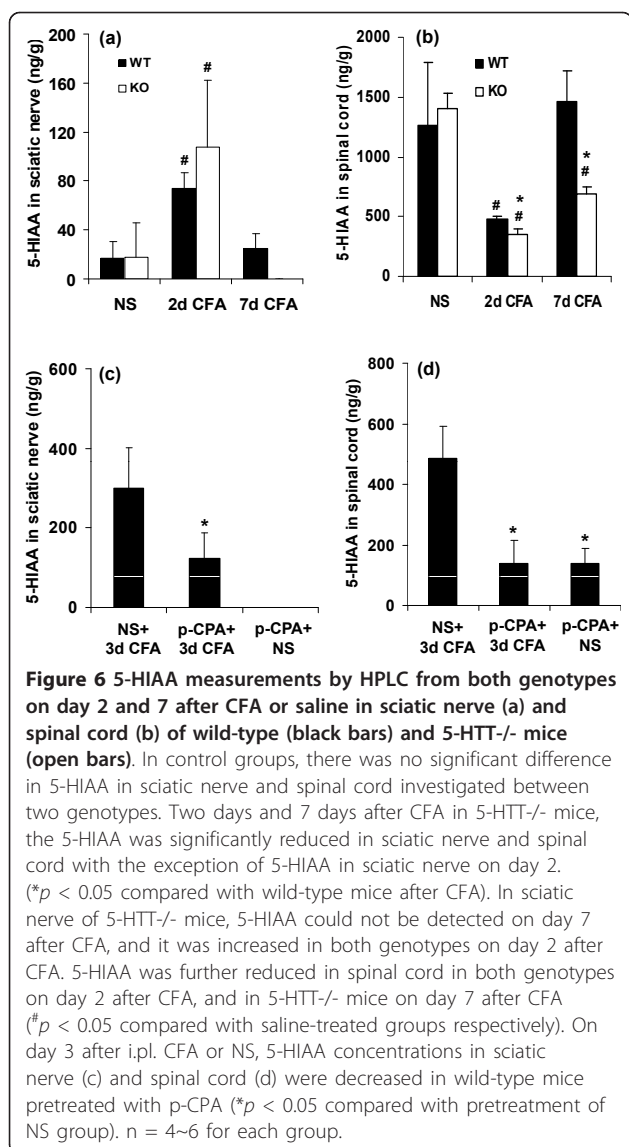 (a)
WT
KO
5-HIAA in sciatic nerve (ng/g)
200
160
120
80
40
0
#
#
NS
2d CFA
7d CFA
(b)
WT
KO
5-HIAA in spinal cord (ng/g)
2000
1500
1000
500
0
#
*
#
*
#
NS
2d CFA
7d CFA
(c)
5-HIAA in sciatic nerve (ng/g)
600
400
200
0
*
NS+
3d CFA
p-CPA+
3d CFA
p-CPA+
NS
(d)
5-HIAA in spinal cord (ng/g)
800
600
400
200
0
*
*
NS+
3d CFA
p-CPA+
3d CFA
p-CPA+
NS
Figure 6 5-HIAA measurements by HPLC from both genotypes
on day 2 and 7 after CFA or saline in sciatic nerve (a) and
spinal cord (b) of wild-type (black bars) and 5-HTT-/- mice
(open bars). In control groups, there was no significant difference
in 5-HIAA in sciatic nerve and spinal cord investigated between
two genotypes. Two days and 7 days after CFA in 5-HTT-/- mice,
the 5-HIAA was significantly reduced in sciatic nerve and spinal
cord with the exception of 5-HIAA in sciatic nerve on day 2.
(*p < 0.05 compared with wild-type mice after CFA). In sciatic
nerve of 5-HTT-/- mice, 5-HIAA could not be detected on day 7
after CFA, and it was increased in both genotypes on day 2 after
CFA. 5-HIAA was further reduced in spinal cord in both genotypes
on day 2 after CFA, and in 5-HTT-/- mice on day 7 after CFA
(#p < 0.05 compared with saline-treated groups respectively). On
day 3 after i.pl. CFA or NS, 5-HIAA concentrations in sciatic
nerve (c) and spinal cord (d) were decreased in wild-type mice
pretreated with p-CPA (*p < 0.05 compared with pretreatment of
NS group). n = 4~6 for each group.